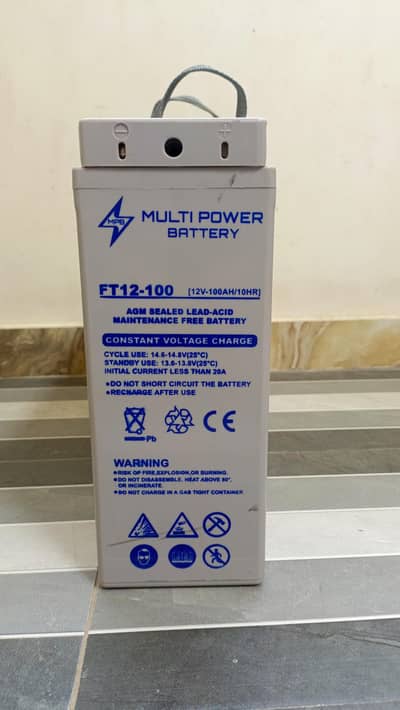 MPB
MULTI POWER
BATTERY
FT12-100 [12V-100AH/10HR]
AGM SEALED LEAD-ACID
MAINTENANCE FREE BATTERY
CONSTANT VOLTAGE CHARGE
CYCLE USE: 14.6-14.8V(25°C)
STANDBY USE: 13.6-13.8V(25°C)
INITIAL CURRENT LESS THAN 20A
•DO NOT SHORT CIRCUIT THE BATTERY
•RECHARGE AFTER USE
Pb
CE
WARNING
•RISK OF FIRE,EXPLOSION,OR BURNING.
•DO NOT DISASSEMBLE, HEAT ABOVE 60°,
OR INCINERATE.
•DO NOT CHARGE IN A GAS TIGHT CONTAINER.